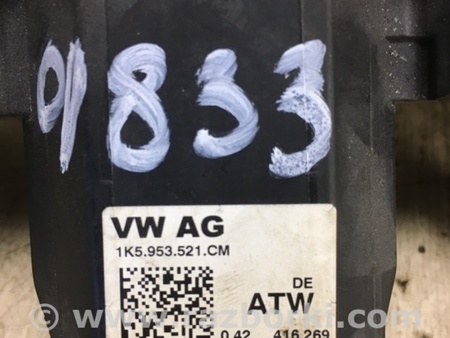 01833
VW AG
1K5.953.521.CM
DE
ATW
0.42 416 269
© www.razborki.com